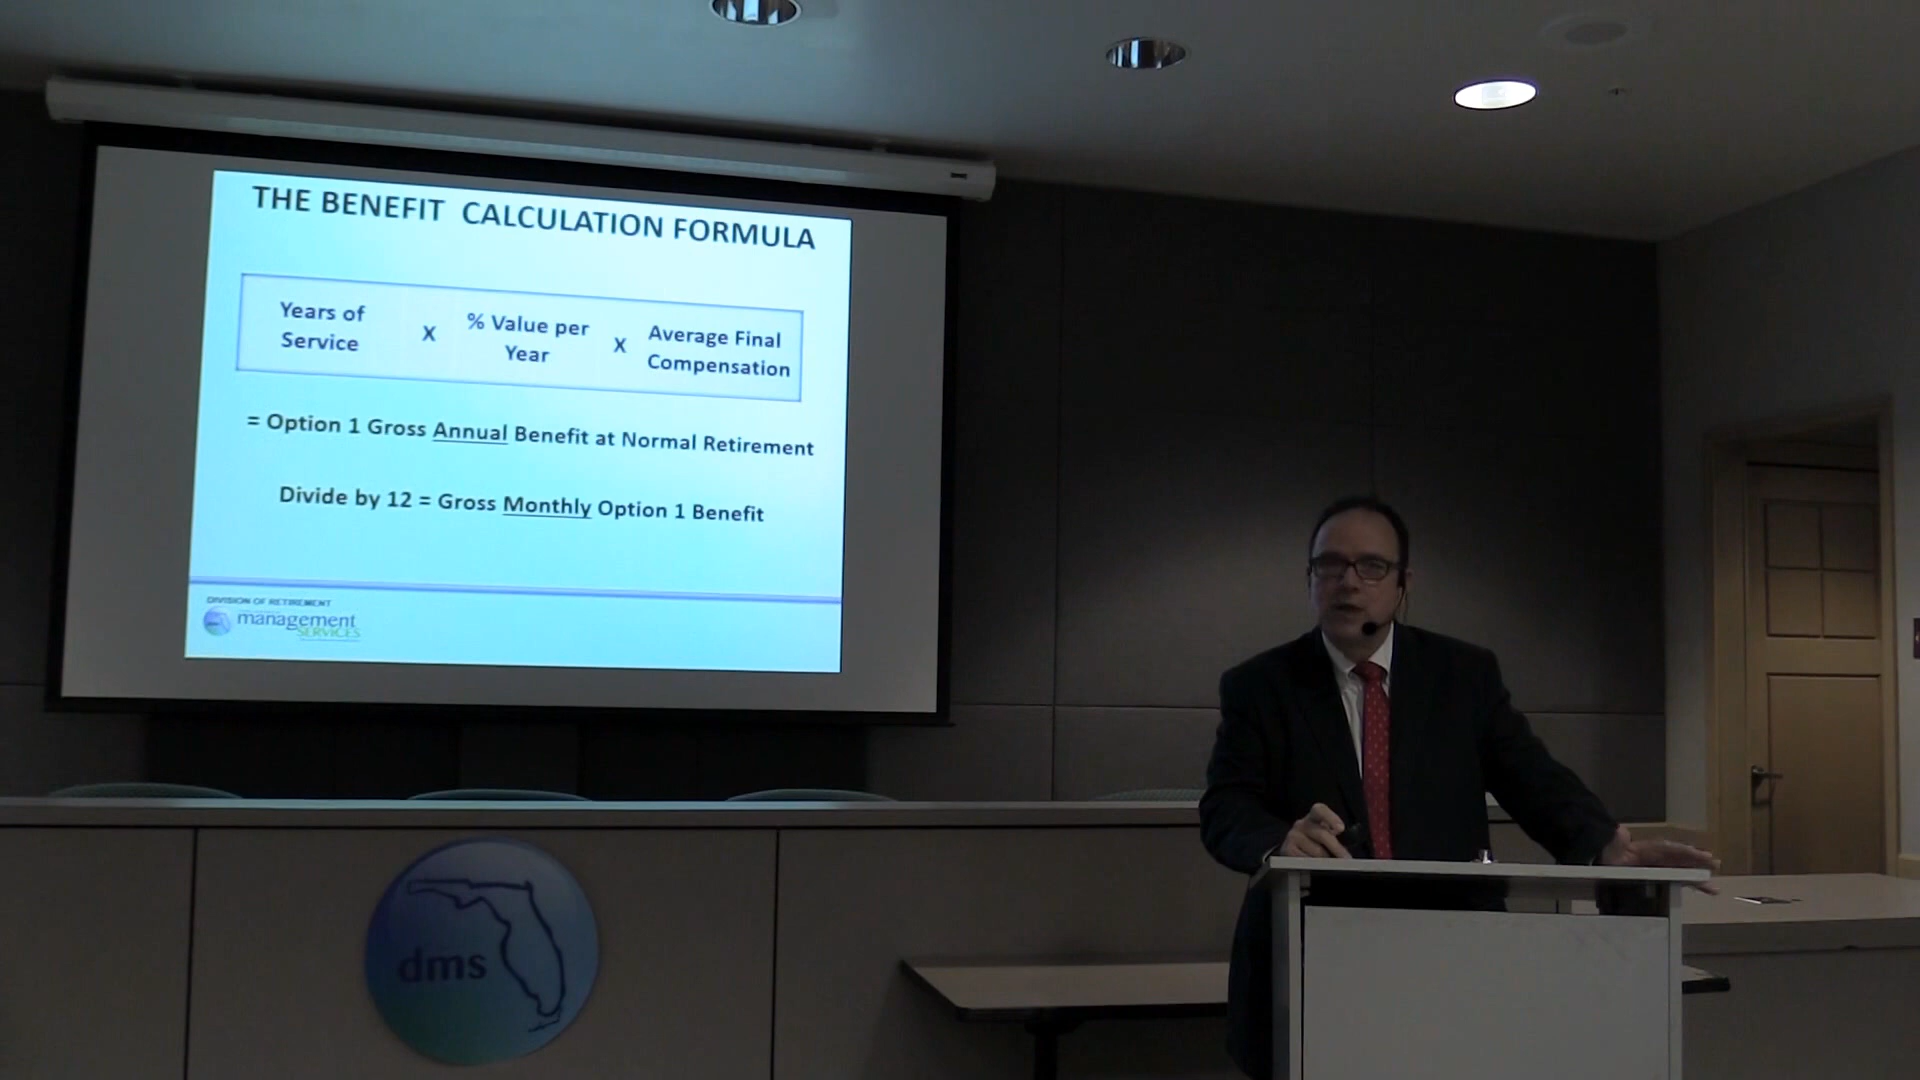 THE BENEFIT CALCULATION FORMULA
Years of
Service
X
% Value per
Year
X
Average Final
Compensation
= Option 1 Gross Annual Benefit at Normal Retirement
Divide by 12 = Gross Monthly Option 1 Benefit
DIVISION OF RETIREMENT
management
SERVICES
dms